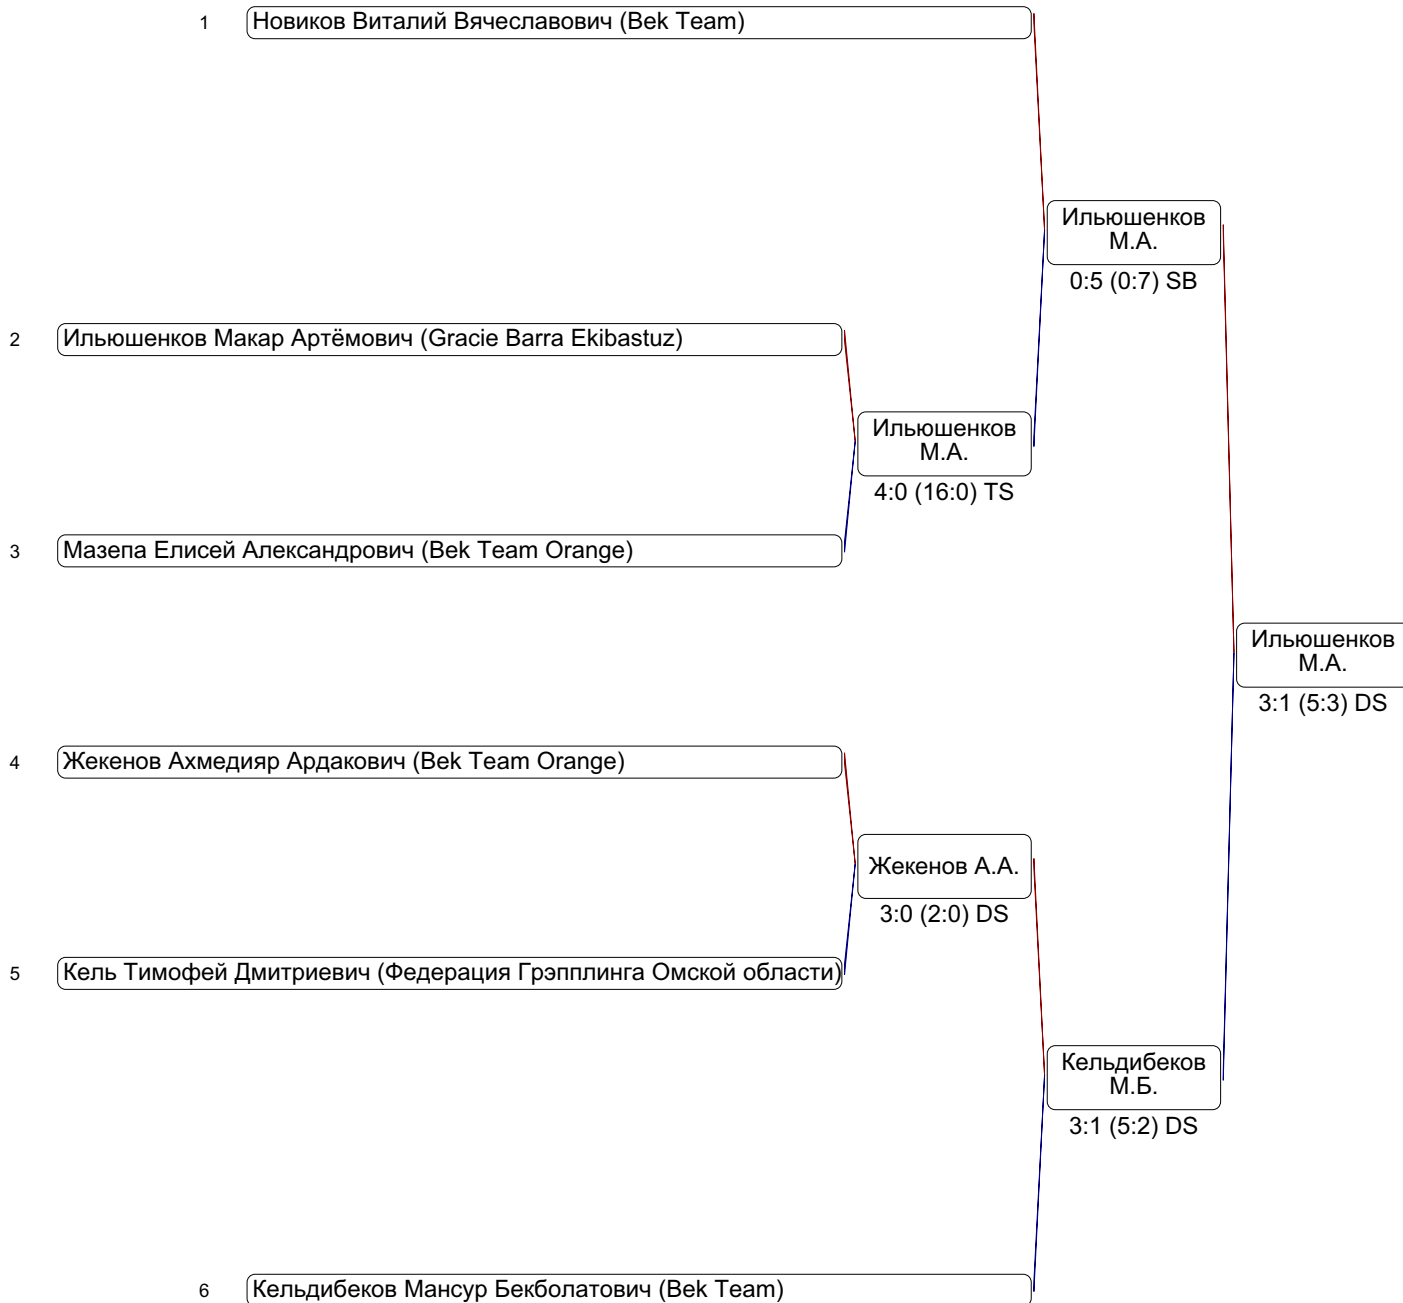 1 Новиков Виталий Вячеславович (Bek Team)
Ильюшенков
М.А.
0:5 (0:7) SB
2 Ильюшенков Макар Артёмович (Gracie Barra Ekibastuz)
Ильюшенков
М.А.
4:0 (16:0) TS
3 Мазепа Елисей Александрович (Bek Team Orange)
Ильюшенков
М.А.
3:1 (5:3) DS
4 Жекенов Ахмедияр Ардакович (Bek Team Orange)
Жекенов А.А.
3:0 (2:0) DS
5 Кель Тимофей Дмитриевич (Федерация Грэпплинга Омской области)
Кельдибеков
М.Б.
3:1 (5:2) DS
6 Кельдибеков Мансур Бекболатович (Bek Team)